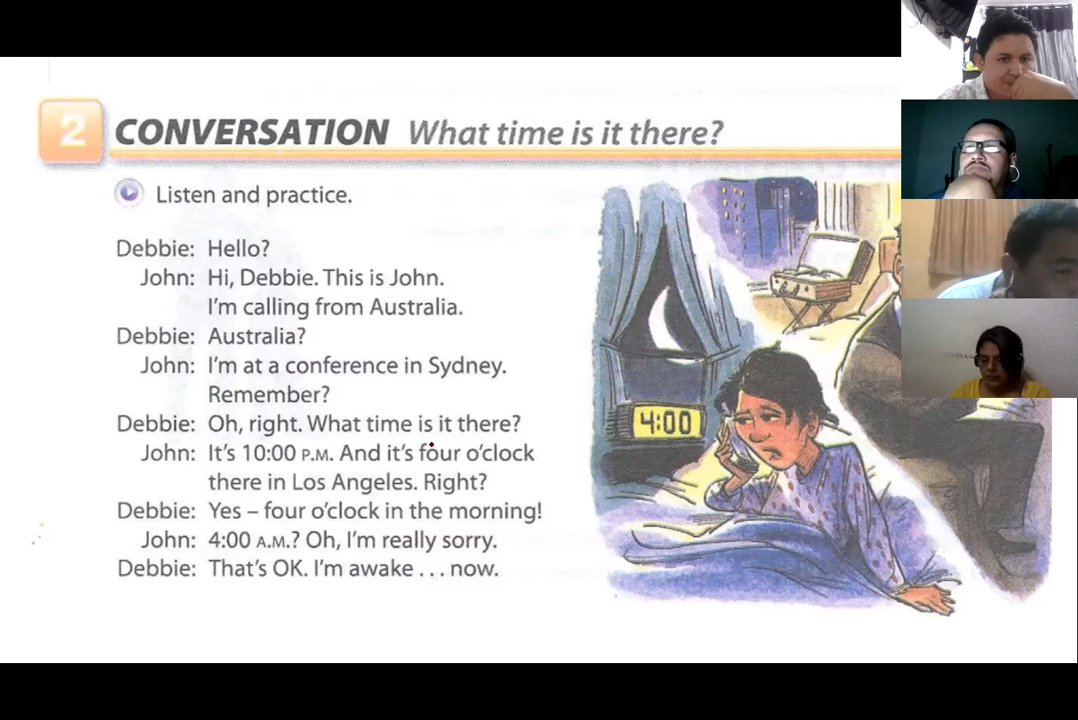 2 CONVERSATION What time is it there?
Listen and practice.
Debbie: Hello?
John: Hi, Debbie. This is John.
I'm calling from Australia.
Debbie: Australia?
John: I'm at a conference in Sydney.
Remember?
Debbie: Oh, right. What time is it there?
John: It's 10:00 P.M. And it's four o'clock
there in Los Angeles. Right?
Debbie: Yes – four o'clock in the morning!
John: 4:00 A.M.? Oh, I'm really sorry.
Debbie: That's OK. I'm awake . . . now.
4:00